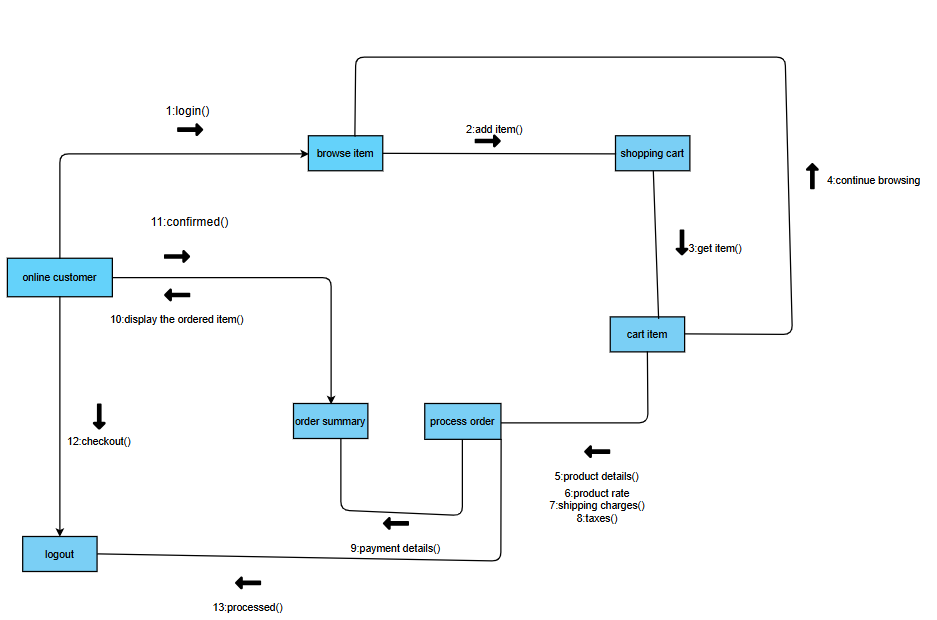 1:login()
2:add item()
browse item
shopping cart
4:continue browsing
11:confirmed()
3:get item()
online customer
10:display the ordered item()
cart item
order summary
process order
12:checkout()
5:product details()
6:product rate
7:shipping charges()
8:taxes()
9:payment details()
logout
13:processed()